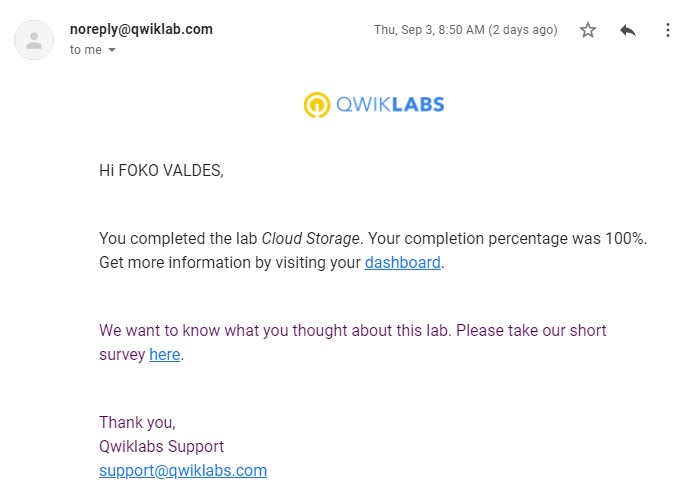 noreply@qwiklab.com
Thu, Sep 3, 8:50 AM (2 days ago)
to me
QWIKLABS
Hi FOKO VALDES,
You completed the lab Cloud Storage. Your completion percentage was 100%.
Get more information by visiting your dashboard.
We want to know what you thought about this lab. Please take our short
survey here.
Thank you,
Qwiklabs Support
support@qwiklabs.com